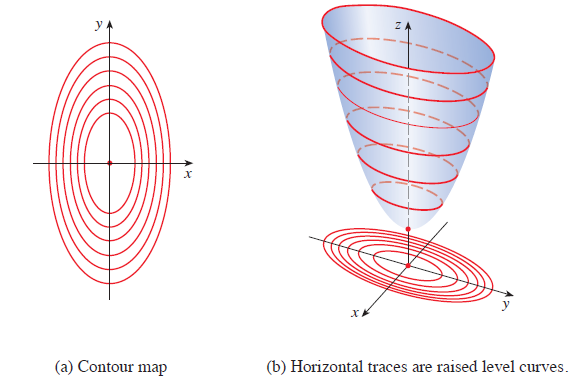 y
x
(a) Contour map
z
x
y
(b) Horizontal traces are raised level curves.